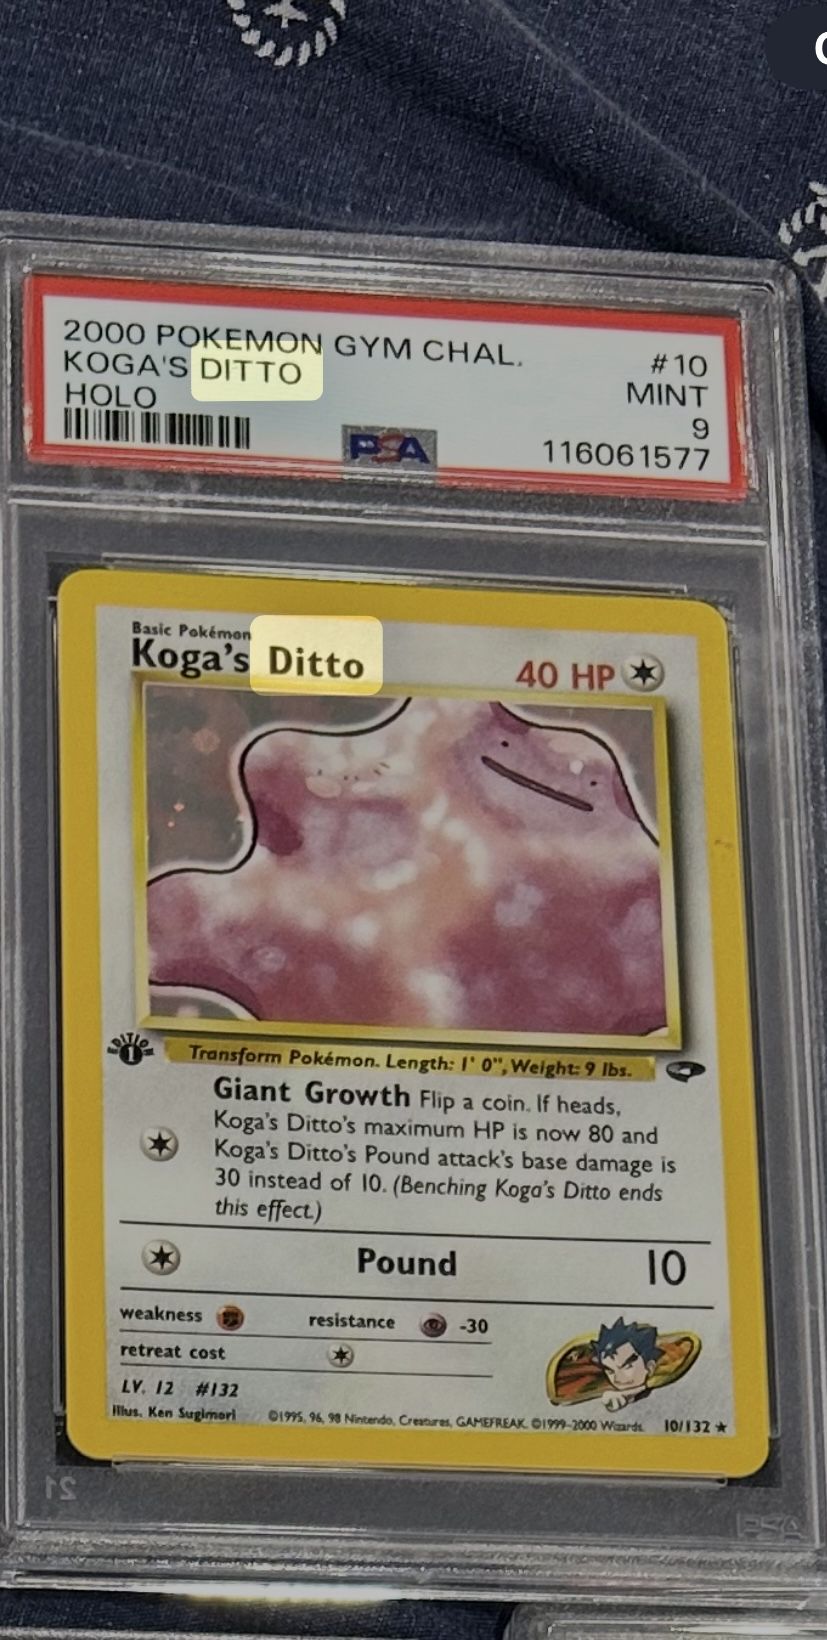 2000 POKEMON GYM CHAL.
KOGA'S DITTO
HOLO
#10
MINT
9
116061577
PSA
Basic Pokémon
Koga's Ditto
40 HP
EDITION
1
Transform Pokémon. Length: 1' 0", Weight: 9 lbs.
Giant Growth Flip a coin. If heads,
Koga's Ditto's maximum HP is now 80 and
Koga's Ditto's Pound attack's base damage is
30 instead of 10. (Benching Koga's Ditto ends
this effect.)
Pound 10
weakness resistance -30
retreat cost
LV. 12 #132
Illus. Ken Sugimori ©1995, 96, 98 Nintendo, Creatures, GAMEFREAK. ©1999-2000 Wizards. 10/132 ★
21
PSA